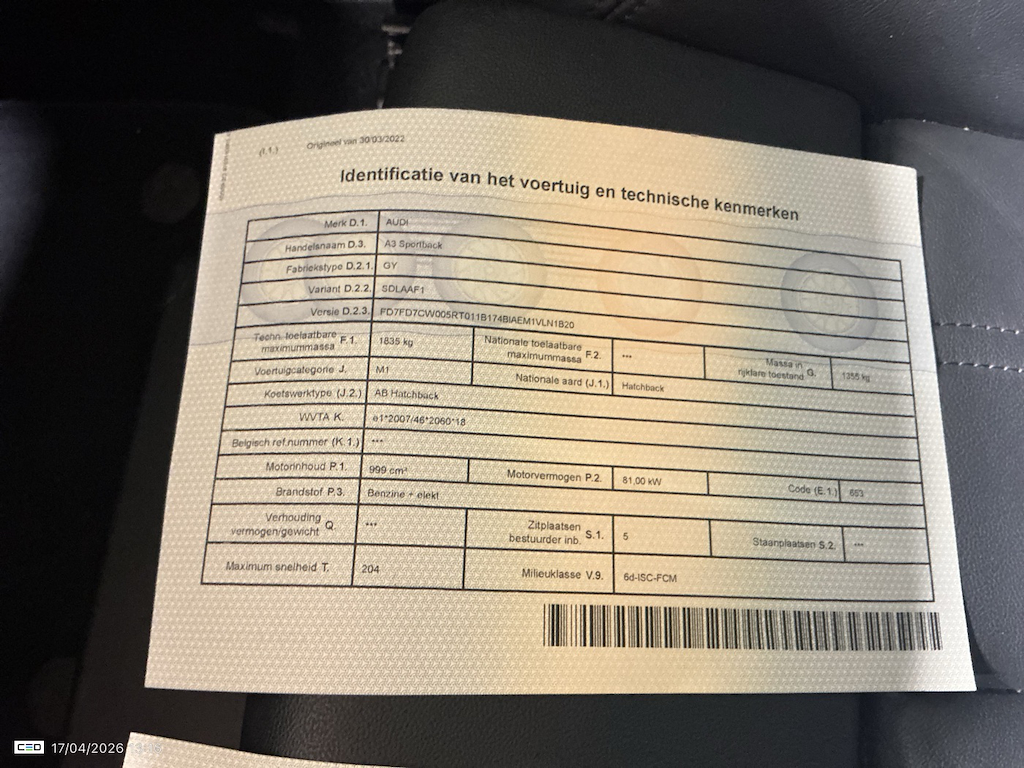 (I.1.) Origineel van 30/03/2022
Identificatie van het voertuig en technische kenmerken
Merk D.1. AUDI
Handelsnaam D.3. A3 Sportback
Fabriekstype D.2.1. GY
Variant D.2.2. SDLAAF1
Versie D.2.3. FD7FD7CW005RT011B174BIAEM1VLN1B20
Techn. toelaatbare maximummassa F.1. 1835 kg Nationale toelaatbare maximummassa F.2. *** Massa in rijklare toestand G. 1355 kg
Voertuigcategorie J. M1 Nationale aard (J.1.) Hatchback
Koetswerktype (J.2.) AB Hatchback
WVTA K. e1*2007/46*2060*18
Belgisch ref.nummer (K.1.) ***
Motorinhoud P.1. 999 cm³ Motorvermogen P.2. 81,00 kW Code (E.1.) 653
Brandstof P.3. Benzine + elekt
Verhouding vermogen/gewicht Q. *** Zitplaatsen bestuurder inb. S.1. 5 Staanplaatsen S.2. ***
Maximum snelheid T. 204 Milieuklasse V.9. 6d-ISC-FCM
CEO 17/04/2026